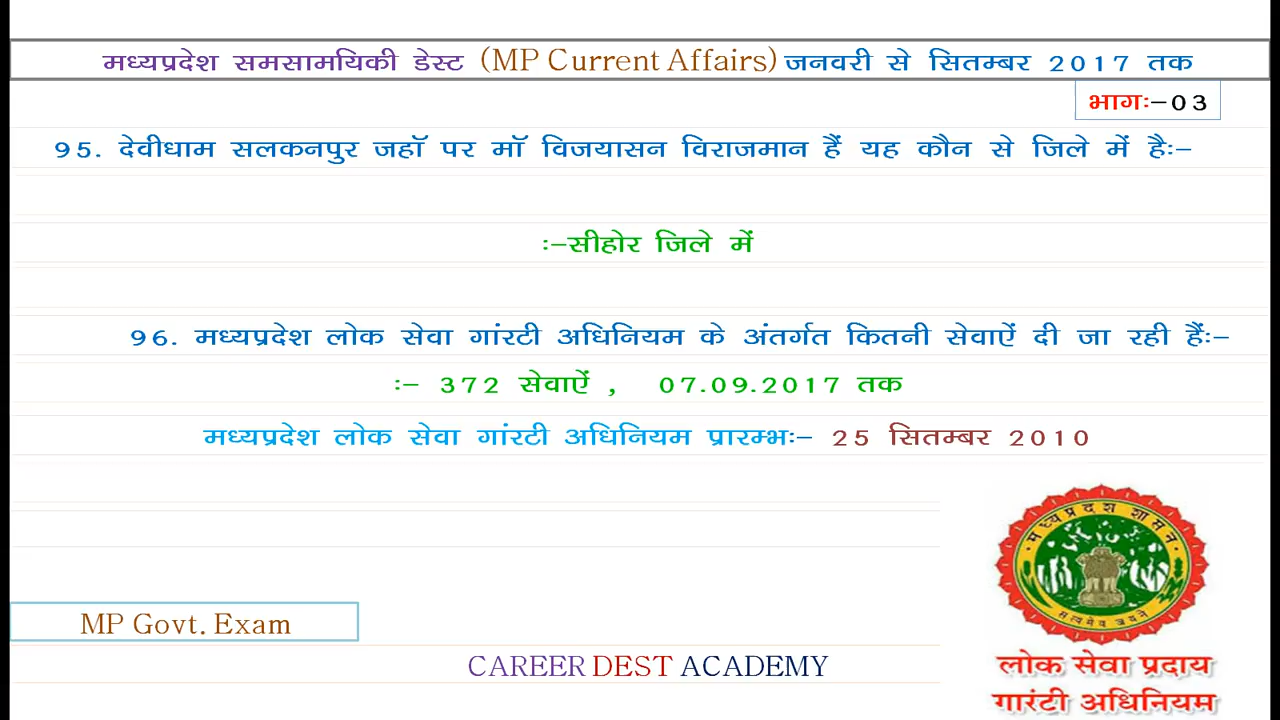 मध्यप्रदेश समसामयिकी डेस्ट (MP Current Affairs) जनवरी से सितम्बर 2017 तक
भागः–03
95. देवीधाम सलकनपुर जहॉ पर मॉ विजयासन विराजमान हैं यह कौन से जिले में हैः–
:–सीहोर जिले में
96. मध्यप्रदेश लोक सेवा गांरटी अधिनियम के अंतर्गत कितनी सेवाऐं दी जा रही हैंः–
:– 372 सेवाऐं , 07.09.2017 तक
मध्यप्रदेश लोक सेवा गांरटी अधिनियम प्रारम्भः– 25 सितम्बर 2010
मध्यप्रदेश शासन
सत्यमेव जयते
MP Govt. Exam
CAREER DEST ACADEMY
लोक सेवा प्रदाय
गारंटी अधिनियम